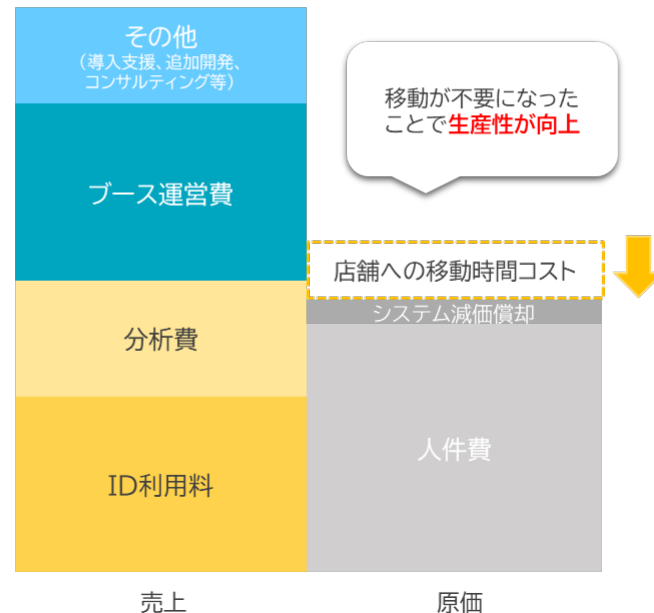 その他
（導入支援、追加開発、
コンサルティング等）
ブース運営費
分析費
ID利用料
売上
移動が不要になった
ことで生産性が向上
店舗への移動時間コスト
システム減価償却
人件費
原価